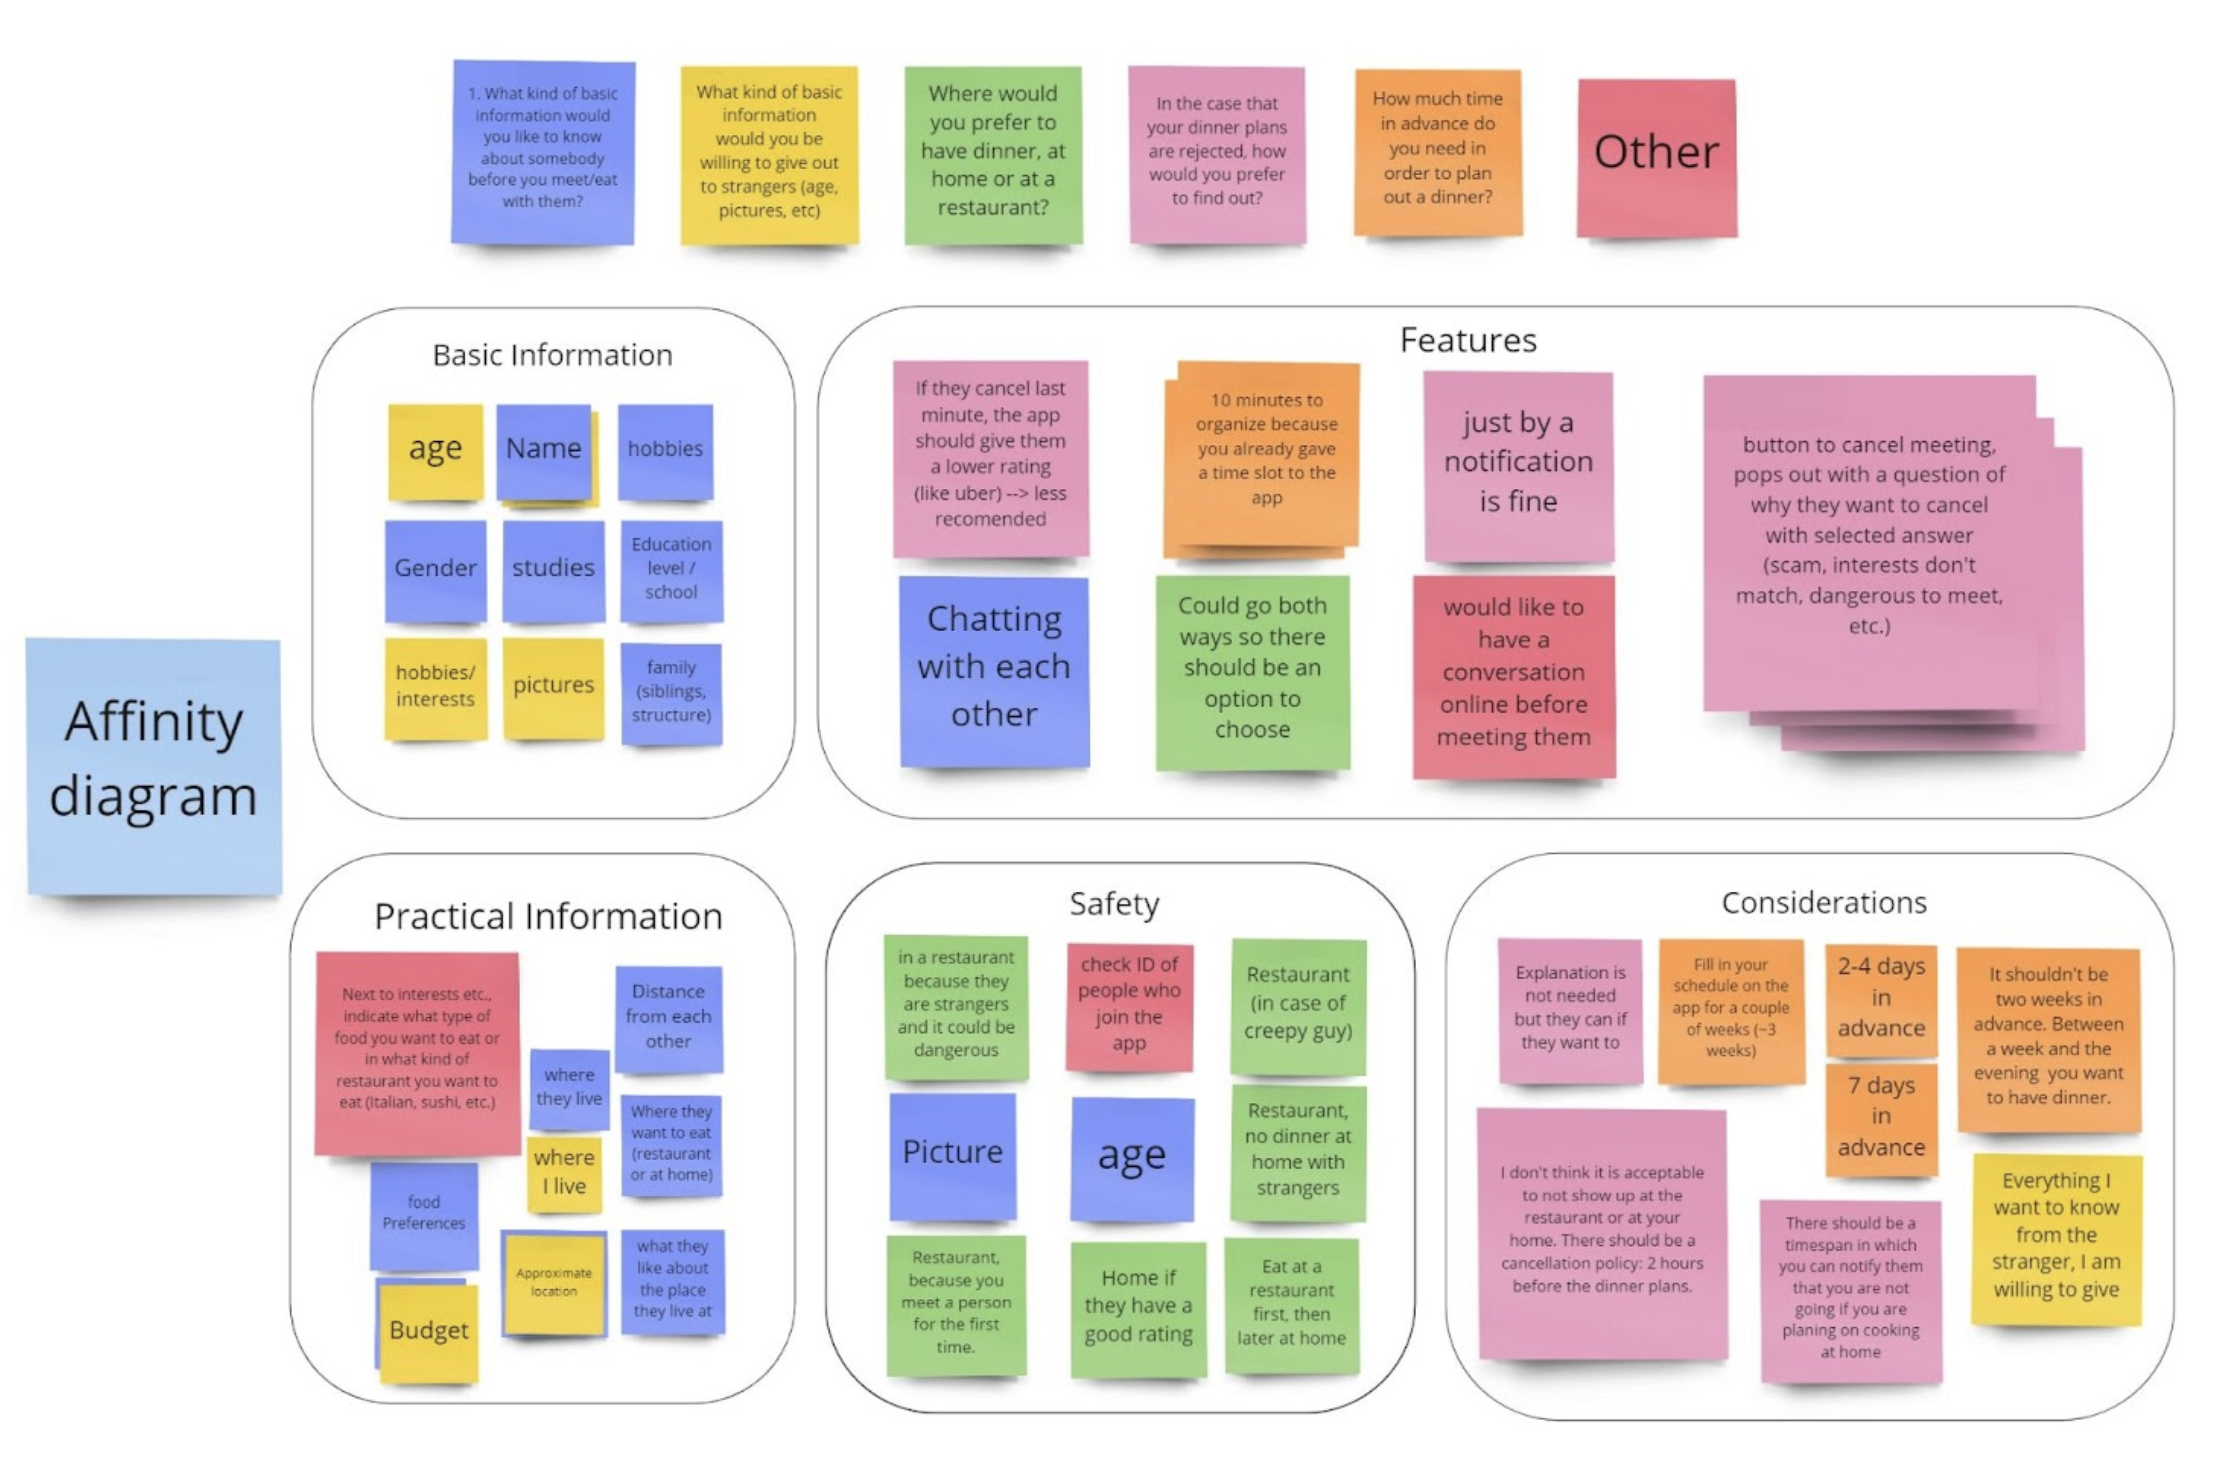 1. What kind of basic
information would
you like to know
about somebody
before you meet/eat
with them?
What kind of basic
information
would you be
willing to give out
to strangers (age,
pictures, etc)
Where would
you prefer to
have dinner, at
home or at a
restaurant?
In the case that
your dinner plans
are rejected, how
would you prefer
to find out?
How much time
in advance do
you need in
order to plan
out a dinner?
Other
Affinity
diagram
Basic Information
age
Name
hobbies
Gender
studies
Education
level /
school
hobbies/
interests
pictures
family
(siblings,
structure)
Features
If they cancel last
minute, the app
should give them
a lower rating
(like uber) --> less
recomended
10 minutes to
organize because
you already gave
a time slot to the
app
just by a
notification
is fine
button to cancel meeting,
pops out with a question of
why they want to cancel
with selected answer
(scam, interests don't
match, dangerous to meet,
etc.)
Chatting
with each
other
Could go both
ways so there
should be an
option to
choose
would like to
have a
conversation
online before
meeting them
Practical Information
Next to interests etc.,
indicate what type of
food you want to eat or
in what kind of
restaurant you want to
eat (Italian, sushi, etc.)
Distance
from each
other
where
they live
Where they
want to eat
(restaurant
or at home)
where
I live
food
Preferences
Approximate
location
what they
like about
the place
they live at
Budget
Safety
in a restaurant
because they
are strangers
and it could be
dangerous
check ID of
people who
join the
app
Restaurant
(in case of
creepy guy)
Picture
age
Restaurant,
no dinner at
home with
strangers
Restaurant,
because you
meet a person
for the first
time.
Home if
they have a
good rating
Eat at a
restaurant
first, then
later at home
Considerations
Explanation is
not needed
but they can if
they want to
Fill in your
schedule on the
app for a couple
of weeks (~3
weeks)
2-4 days
in
advance
7 days
in
advance
It shouldn't be
two weeks in
advance. Between
a week and the
evening you want
to have dinner.
I don't think it is acceptable
to not show up at the
restaurant or at your
home. There should be a
cancellation policy: 2 hours
before the dinner plans.
There should be a
timespan in which
you can notify them
that you are not
going if you are
planing on cooking
at home
Everything I
want to know
from the
stranger, I am
willing to give